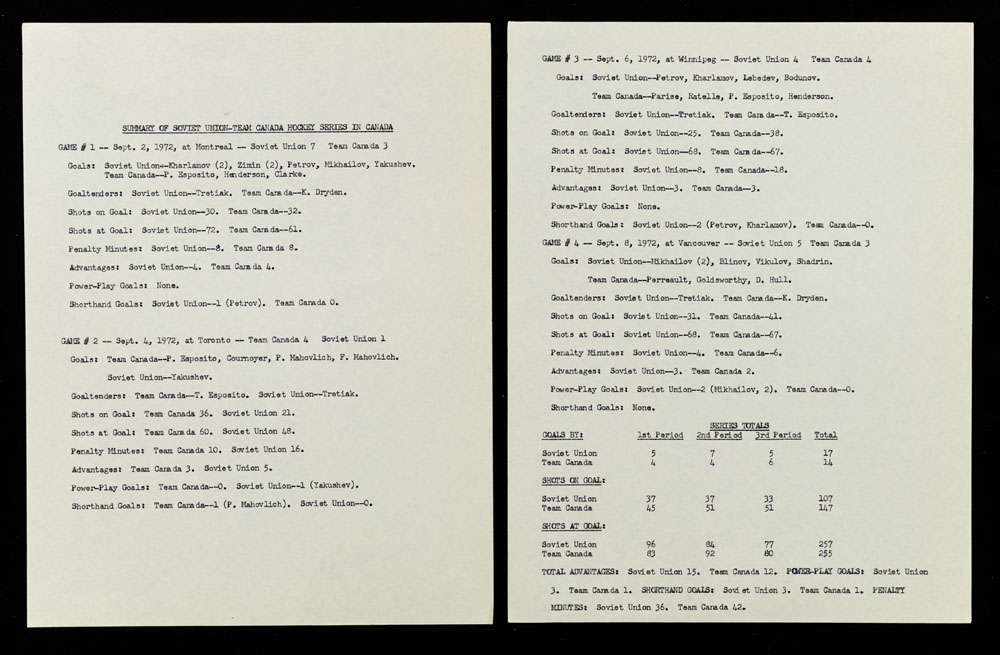 SUMMARY OF SOVIET UNION-TEAM CANADA HOCKEY SERIES IN CANADA
GAME # 1 -- Sept. 2, 1972, at Montreal -- Soviet Union 7 Team Canada 3
Goals: Soviet Union--Kharlamov (2), Zimin (2), Petrov, Mikhailov, Yakushev.
Team Canada--P. Esposito, Henderson, Clarke.
Goaltenders: Soviet Union--Tretiak. Team Canada--K. Dryden.
Shots on Goal: Soviet Union--30. Team Canada--32.
Shots at Goal: Soviet Union--72. Team Canada--61.
Penalty Minutes: Soviet Union--8. Team Canada 8.
Advantages: Soviet Union--4. Team Canada 4.
Power-Play Goals: None.
Shorthand Goals: Soviet Union--1 (Petrov). Team Canada 0.
GAME # 2 -- Sept. 4, 1972, at Toronto -- Team Canada 4 Soviet Union 1
Goals: Team Canada--P. Esposito, Cournoyer, P. Mahovlich, F. Mahovlich.
Soviet Union--Yakushev.
Goaltenders: Team Canada--T. Esposito. Soviet Union--Tretiak.
Shots on Goal: Team Canada 36. Soviet Union 21.
Shots at Goal: Team Canada 60. Soviet Union 48.
Penalty Minutes: Team Canada 10. Soviet Union 16.
Advantages: Team Canada 3. Soviet Union 5.
Power-Play Goals: Team Canada--0. Soviet Union--1 (Yakushev).
Shorthand Goals: Team Canada--1 (P. Mahovlich). Soviet Union--0.
GAME # 3 -- Sept. 6, 1972, at Winnipeg -- Soviet Union 4 Team Canada 4
Goals: Soviet Union--Petrov, Kharlamov, Lebedev, Bodunov.
Team Canada--Parise, Ratelle, P. Esposito, Henderson.
Goaltenders: Soviet Union--Tretiak. Team Canada--T. Esposito.
Shots on Goal: Soviet Union--25. Team Canada--38.
Shots at Goal: Soviet Union--68. Team Canada--67.
Penalty Minutes: Soviet Union--8. Team Canada--18.
Advantages: Soviet Union--3. Team Canada--3.
Power-Play Goals: None.
Shorthand Goals: Soviet Union--2 (Petrov, Kharlamov). Team Canada--0.
GAME # 4 -- Sept. 8, 1972, at Vancouver -- Soviet Union 5 Team Canada 3
Goals: Soviet Union--Mikhailov (2), Blinov, Vikulov, Shadrin.
Team Canada--Perreault, Goldsworthy, D. Hull.
Goaltenders: Soviet Union--Tretiak. Team Canada--K. Dryden.
Shots on Goal: Soviet Union--31. Team Canada--41.
Shots at Goal: Soviet Union--68. Team Canada--67.
Penalty Minutes: Soviet Union--4. Team Canada--6.
Advantages: Soviet Union--3. Team Canada 2.
Power-Play Goals: Soviet Union--2 (Mikhailov, 2). Team Canada--0.
Shorthand Goals: None.
SERIES TOTALS
GOALS BY: 1st Period 2nd Period 3rd Period Total
Soviet Union 5 7 5 17
Team Canada 4 4 6 14
SHOTS ON GOAL:
Soviet Union 37 37 33 107
Team Canada 45 51 51 147
SHOTS AT GOAL:
Soviet Union 96 84 77 257
Team Canada 83 92 80 255
TOTAL ADVANTAGES: Soviet Union 15. Team Canada 12. POWER-PLAY GOALS: Soviet Union
3. Team Canada 1. SHORTHAND GOALS: Soviet Union 3. Team Canada 1. PENALTY
MINUTES: Soviet Union 36. Team Canada 42.